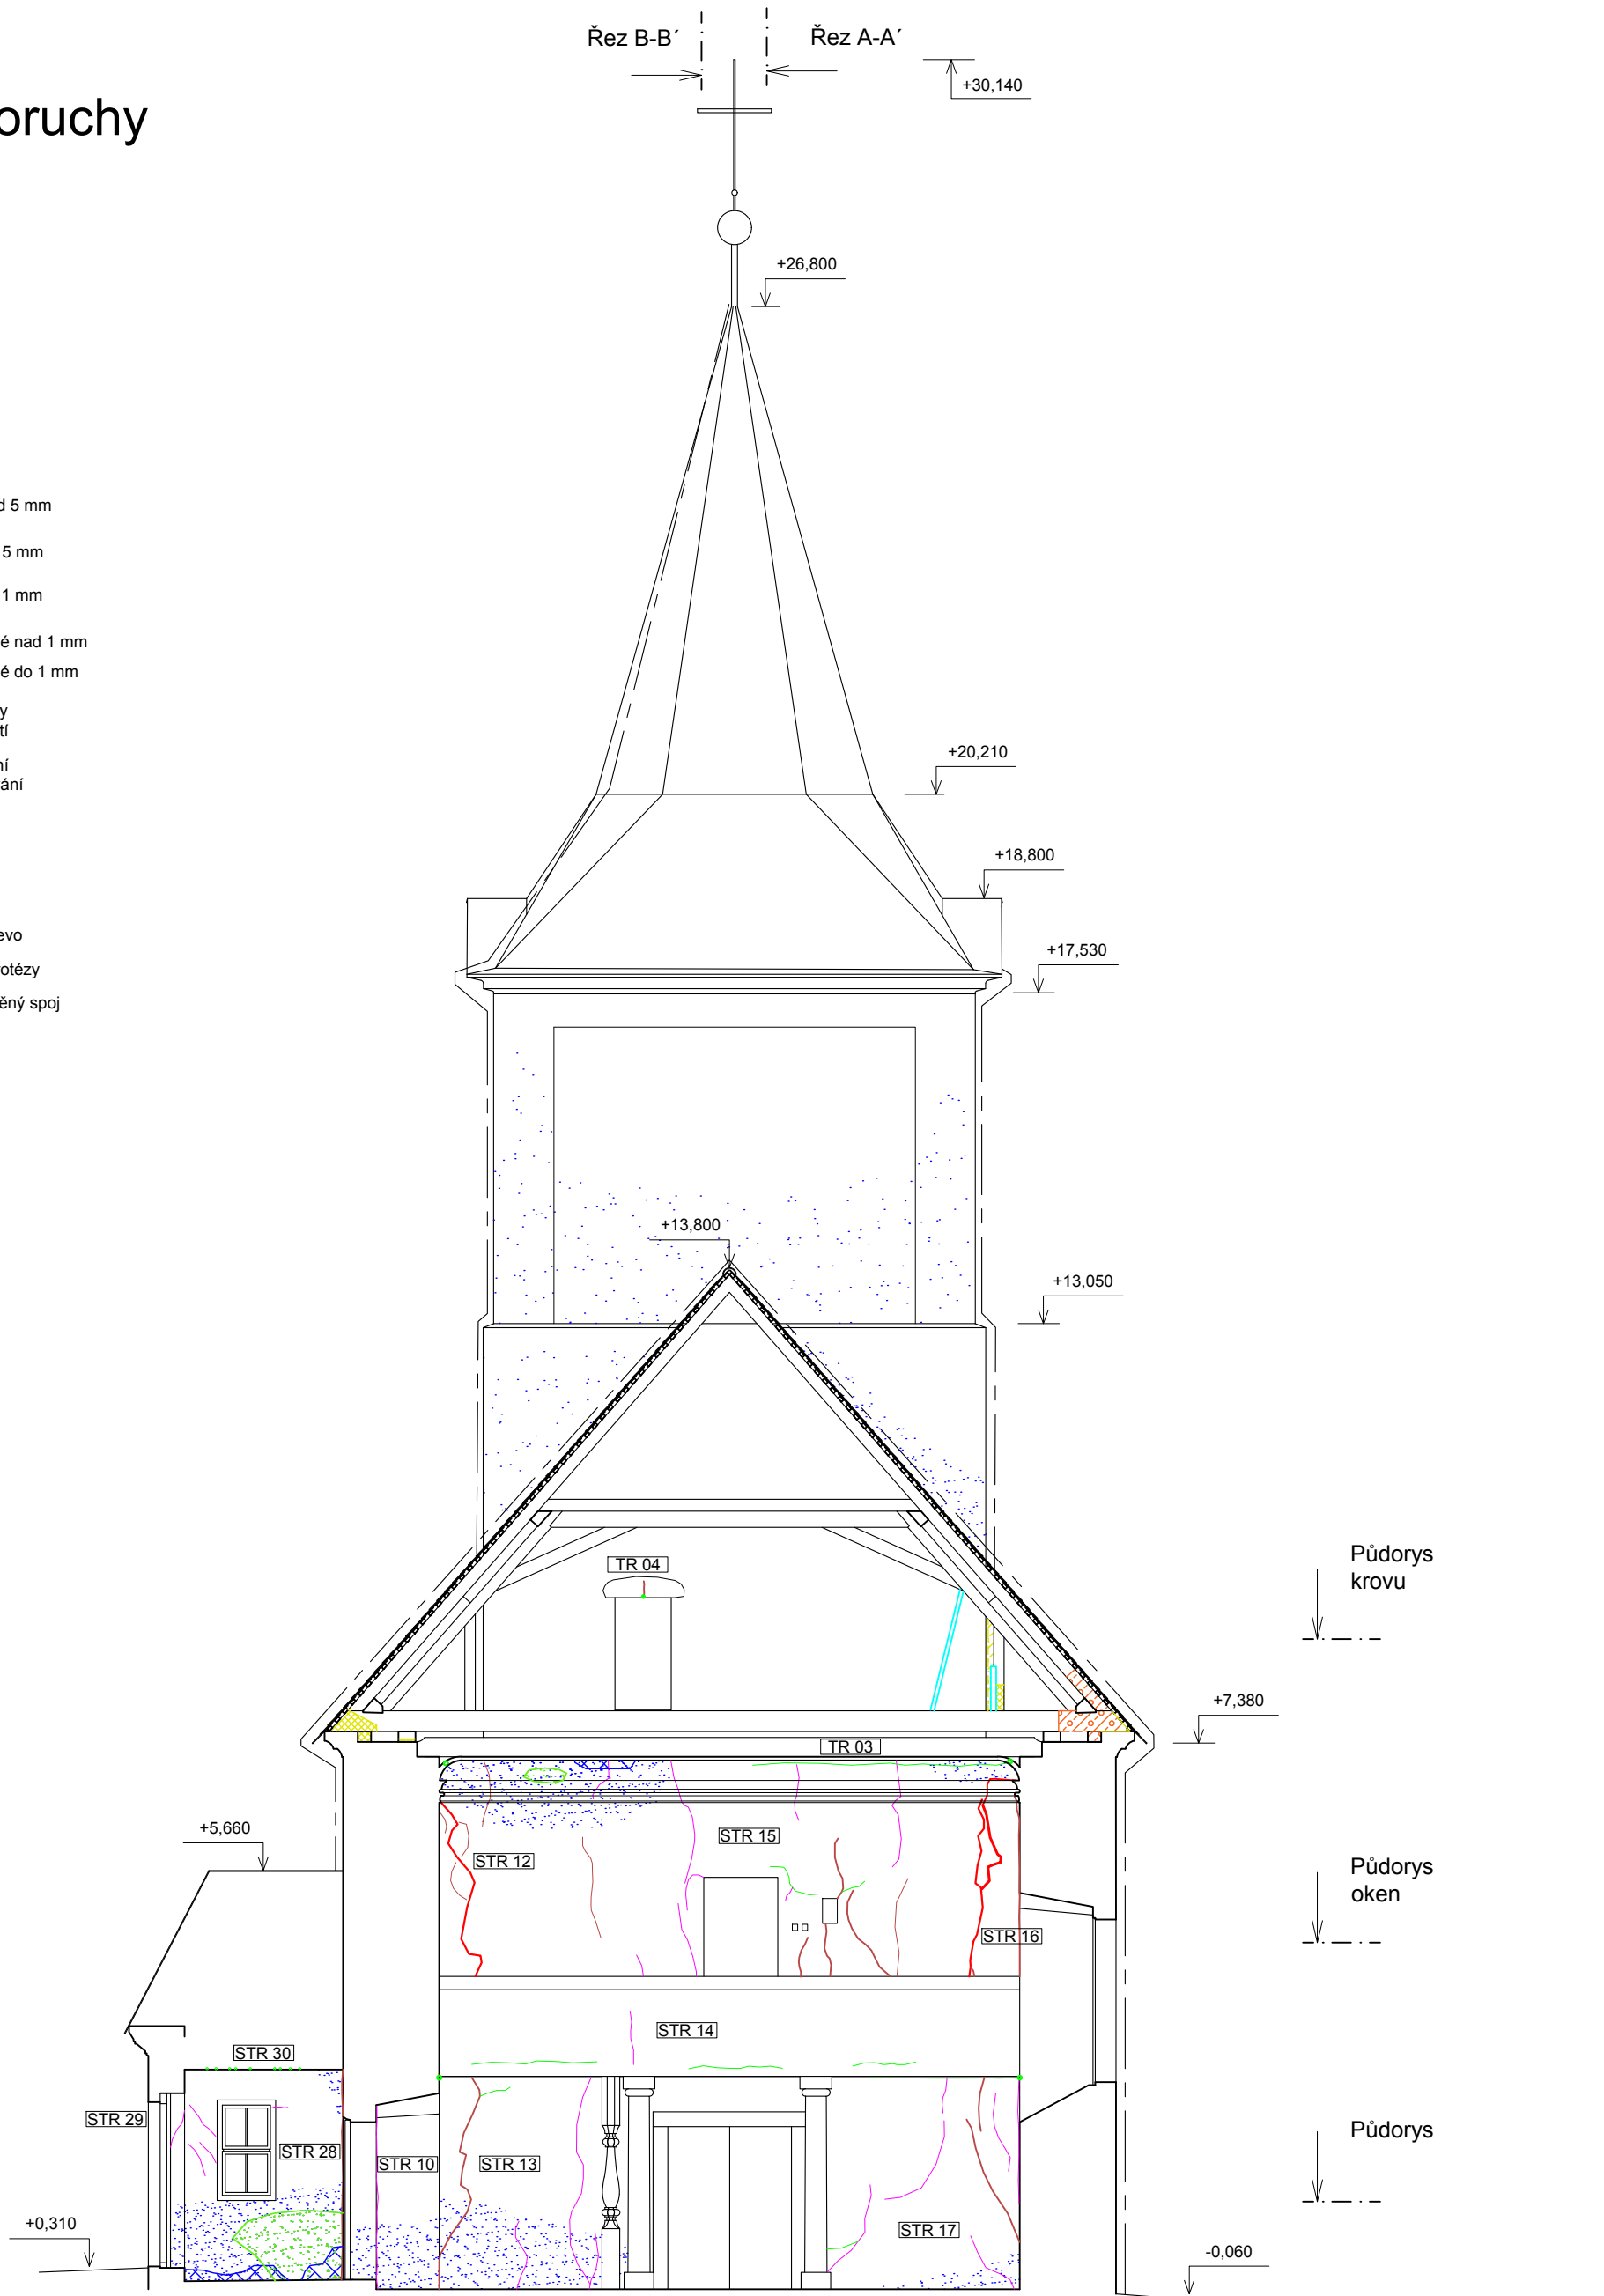 Řez B-B´
Řez A-A´
+30,140
oruchy
+26,800
d 5 mm
5 mm
1 mm
é nad 1 mm
é do 1 mm
y
tí
ní
ání
+20,210
+18,800
evo
otézy
ěný spoj
+17,530
+13,800
+13,050
TR 04
Půdorys
krovu
+7,380
TR 03
+5,660
STR 15
STR 12
Půdorys
oken
STR 16
STR 14
STR 30
STR 29
STR 28
STR 10
STR 13
Půdorys
STR 17
+0,310
-0,060